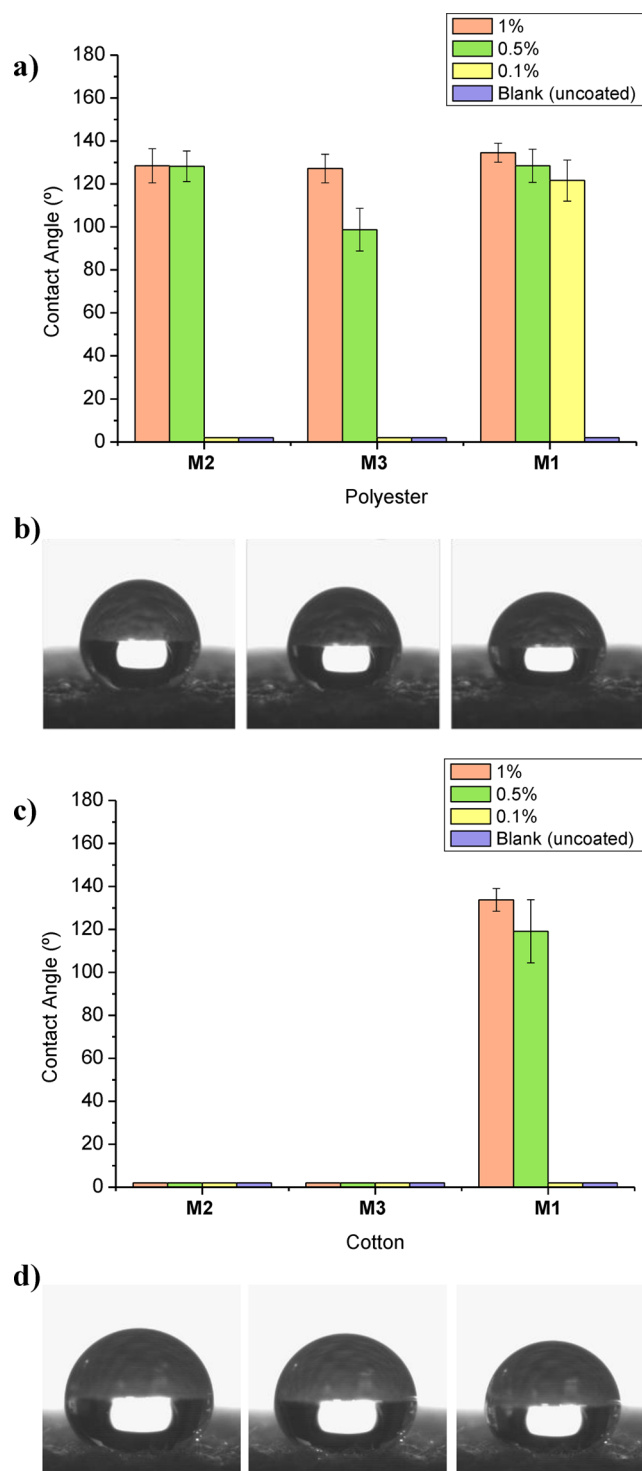 a)
1%
0.5%
0.1%
Blank (uncoated)
180
160
140
120
100
80
60
40
20
0
Contact Angle (º)
M2 M3 M1
Polyester
b)
c)
1%
0.5%
0.1%
Blank (uncoated)
180
160
140
120
100
80
60
40
20
0
Contact Angle (º)
M2 M3 M1
Cotton
d)